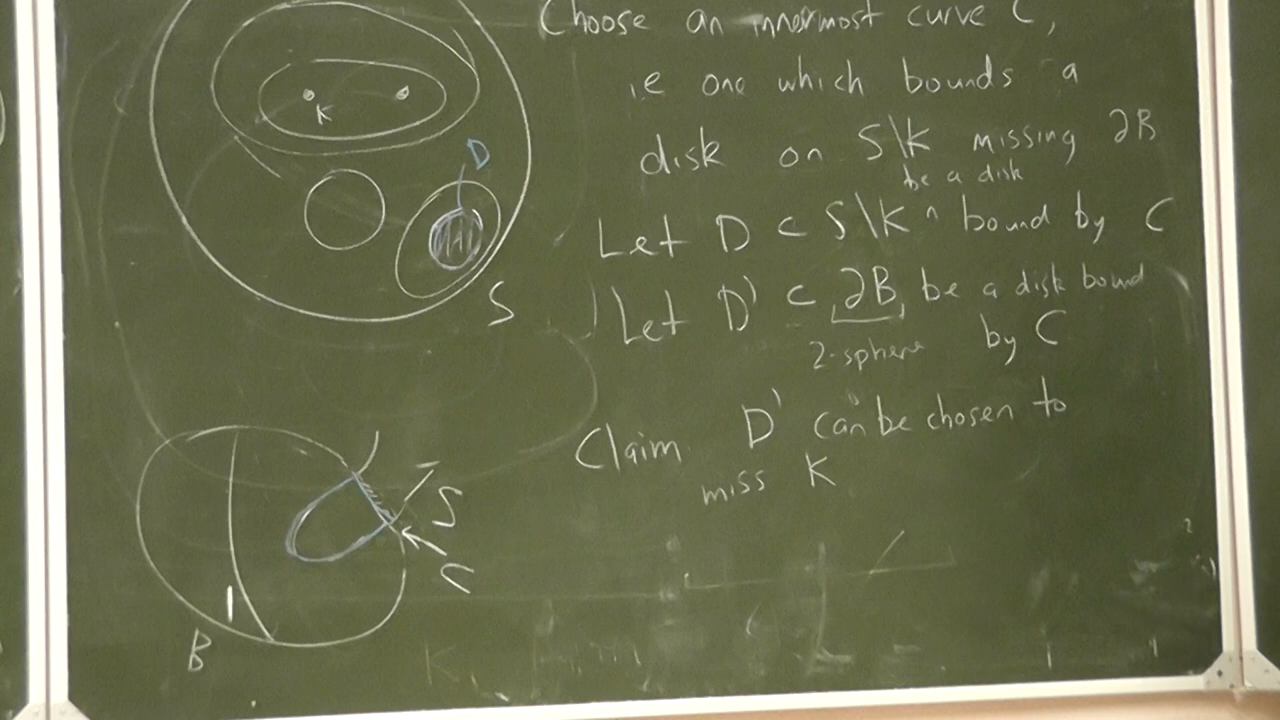 Choose an innermost curve C,
ie one which bounds a
disk on S\K missing ∂B
be a disk
Let D ⊂ S\K ^ bound by C
Let D' ⊂ ∂B, be a disk bound
2-sphere by C
Claim D' can be chosen to
miss K
K
D
S
S
C
B